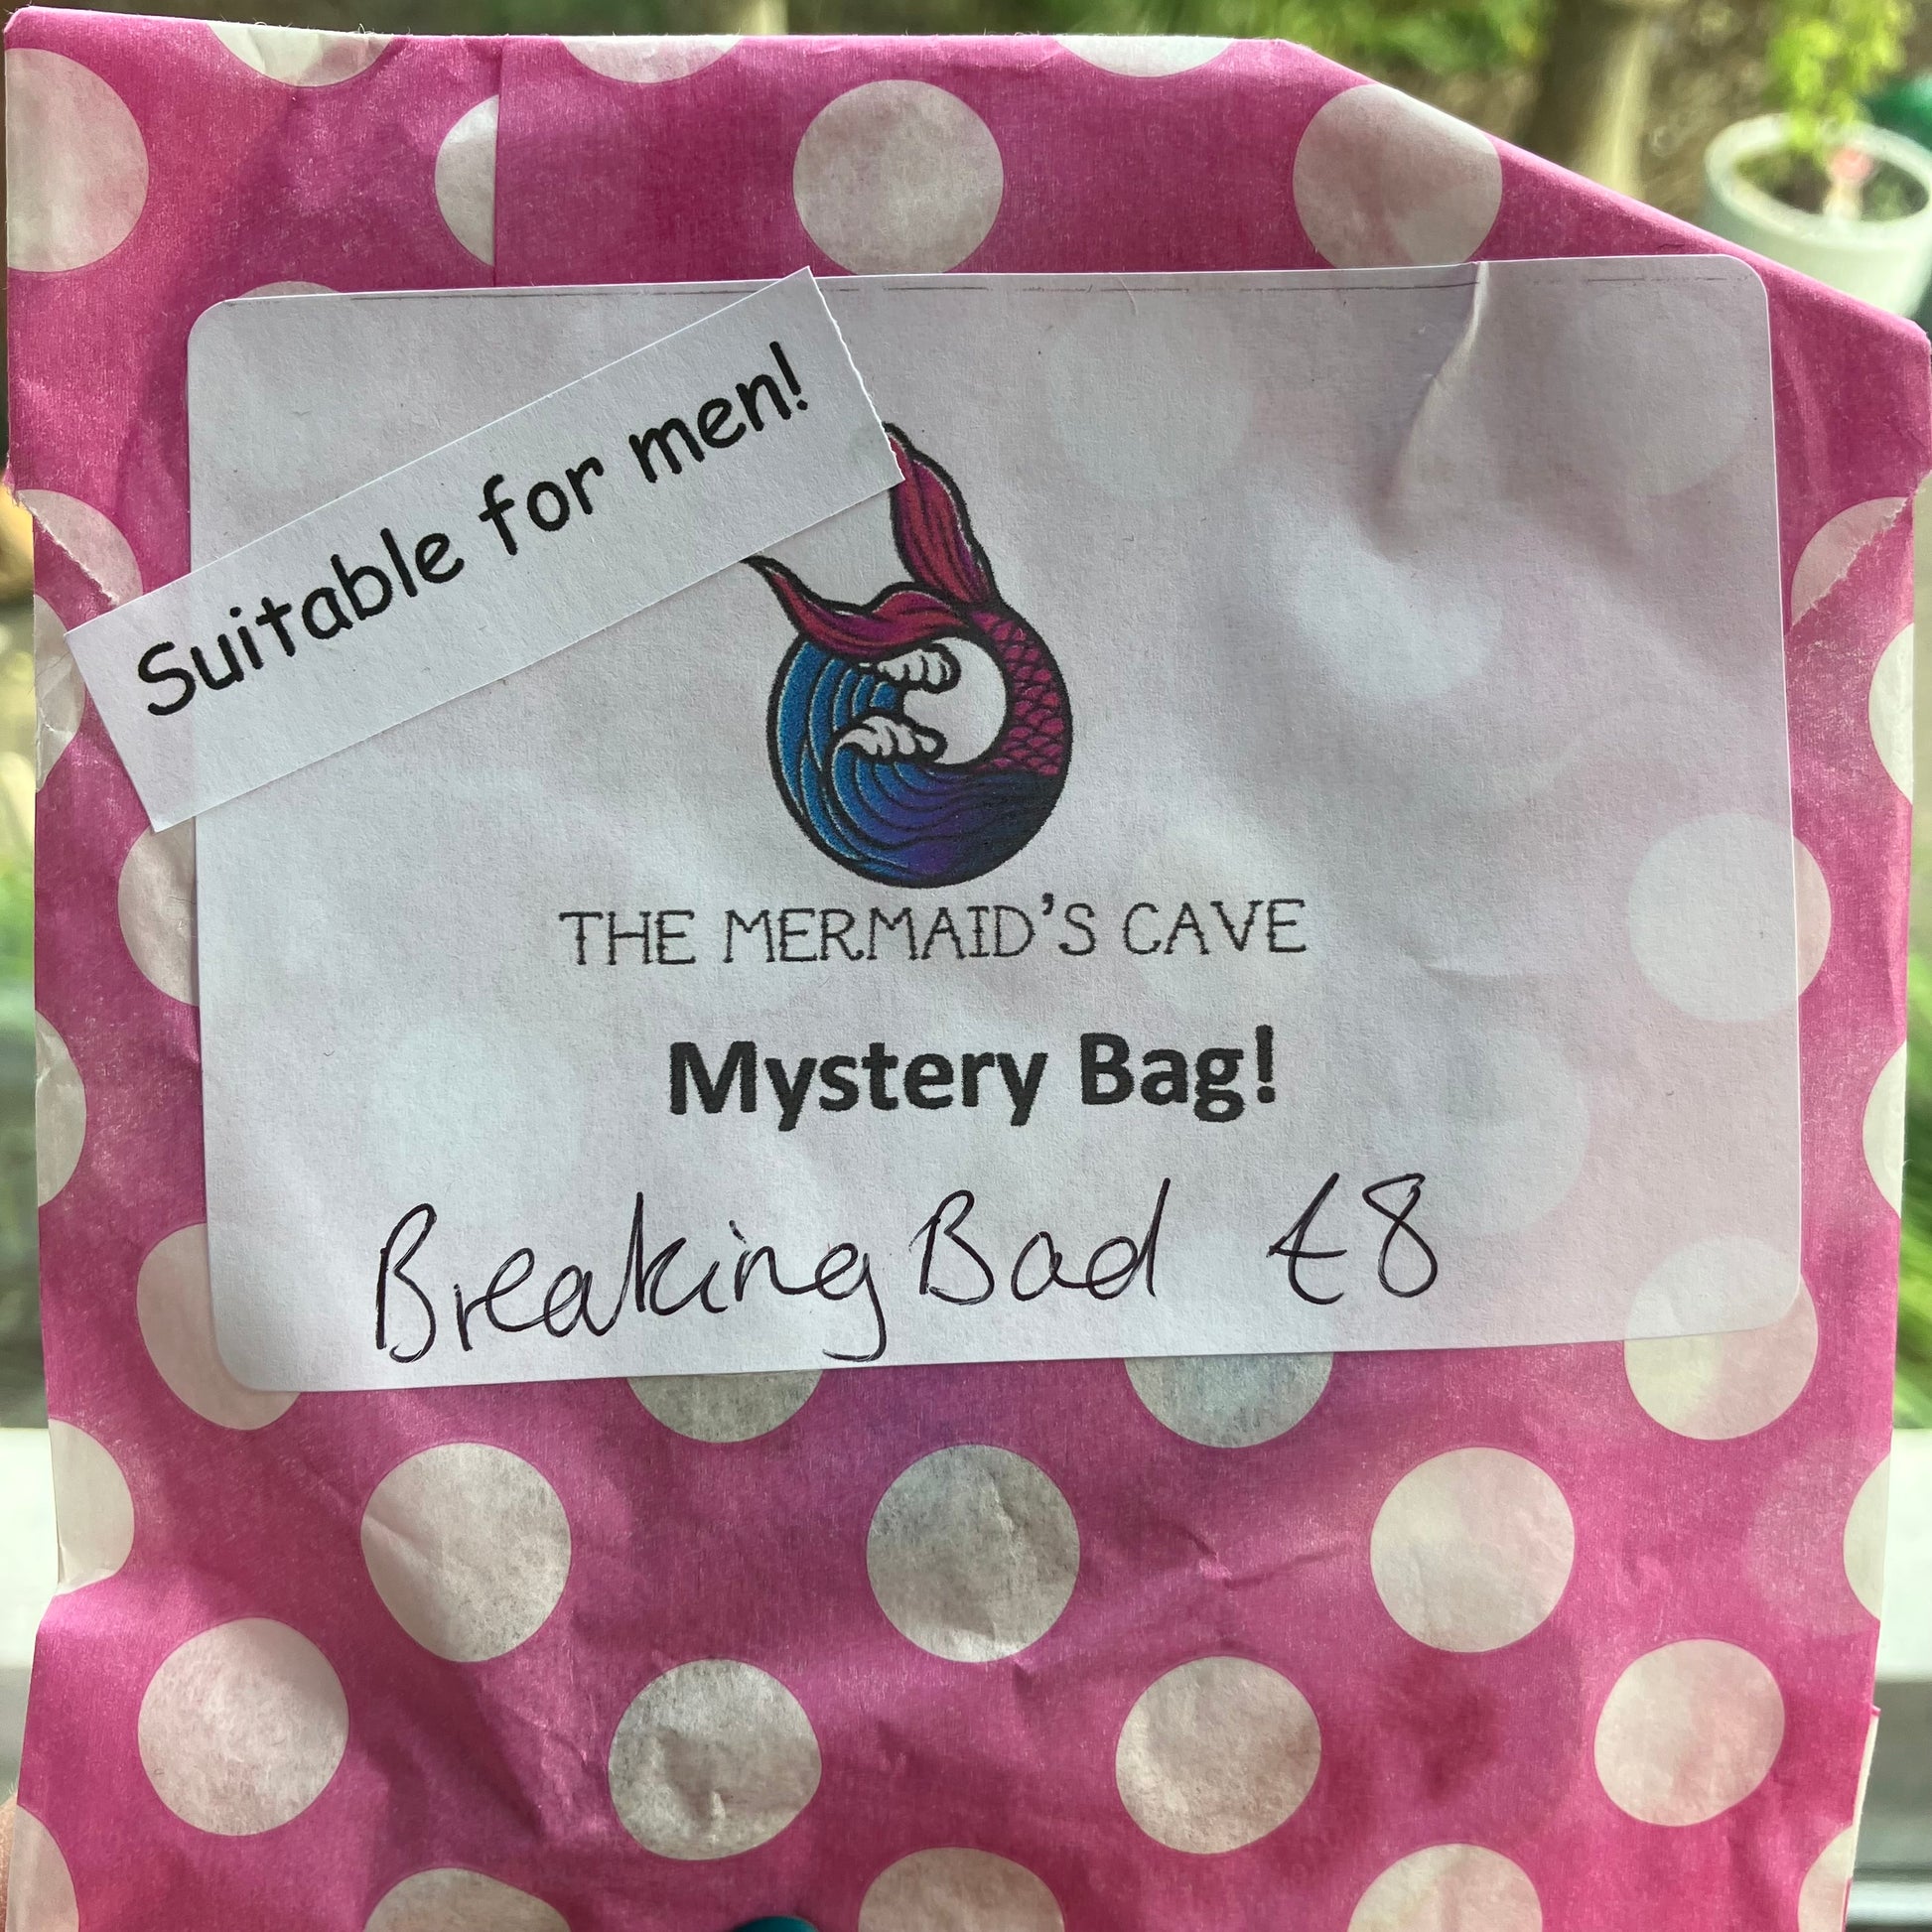 Suitable for men!
THE MERMAID'S CAVE
Mystery Bag!
Breaking Bad £8